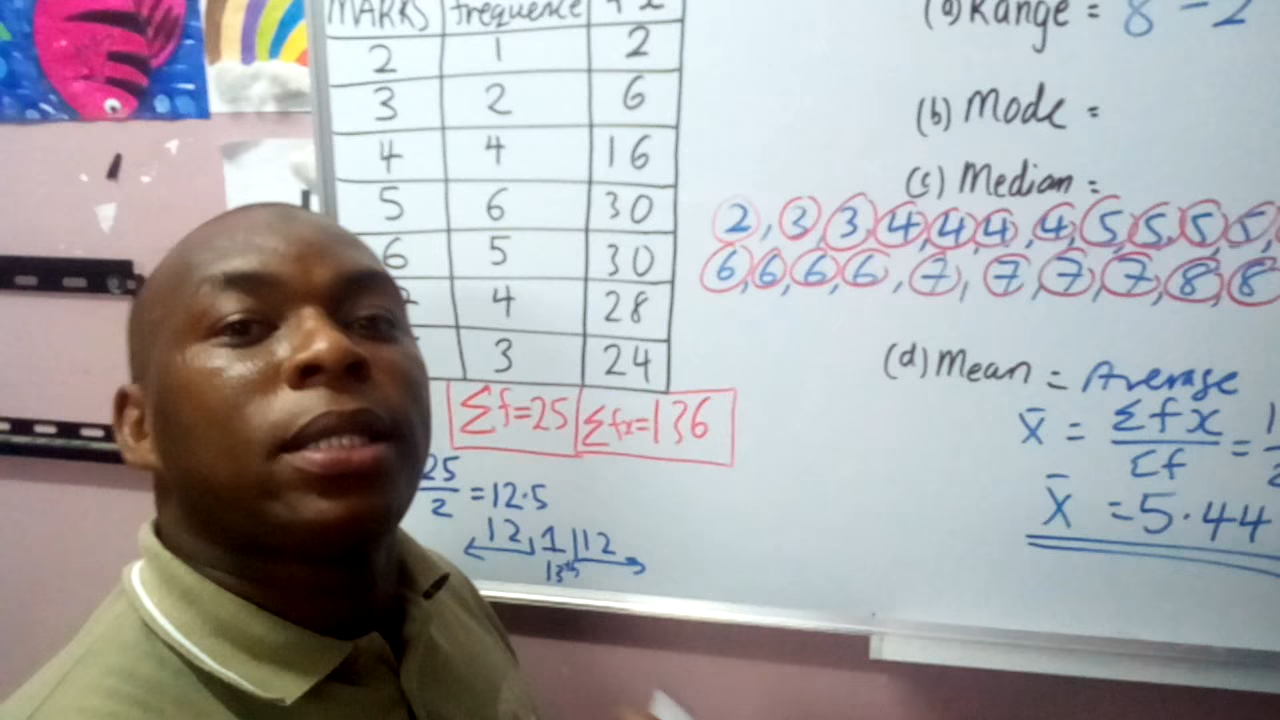 MARKS frequence
2 1 2
3 2 6
4 4 16
5 6 30
6 5 30
4 28
3 24
Σf=25 Σfx=136
25/2 =12.5
12 1 12
13th
(a) Range = 8 - 2
(b) Mode =
(c) Median =
2, 3, 3, 4, 4, 4, 4, 5, 5, 5, 5,
6, 6, 6, 6, 7, 7, 7, 7, 8, 8
(d) Mean = Average
x̄ = Σfx/Σf =
x̄ = 5.44